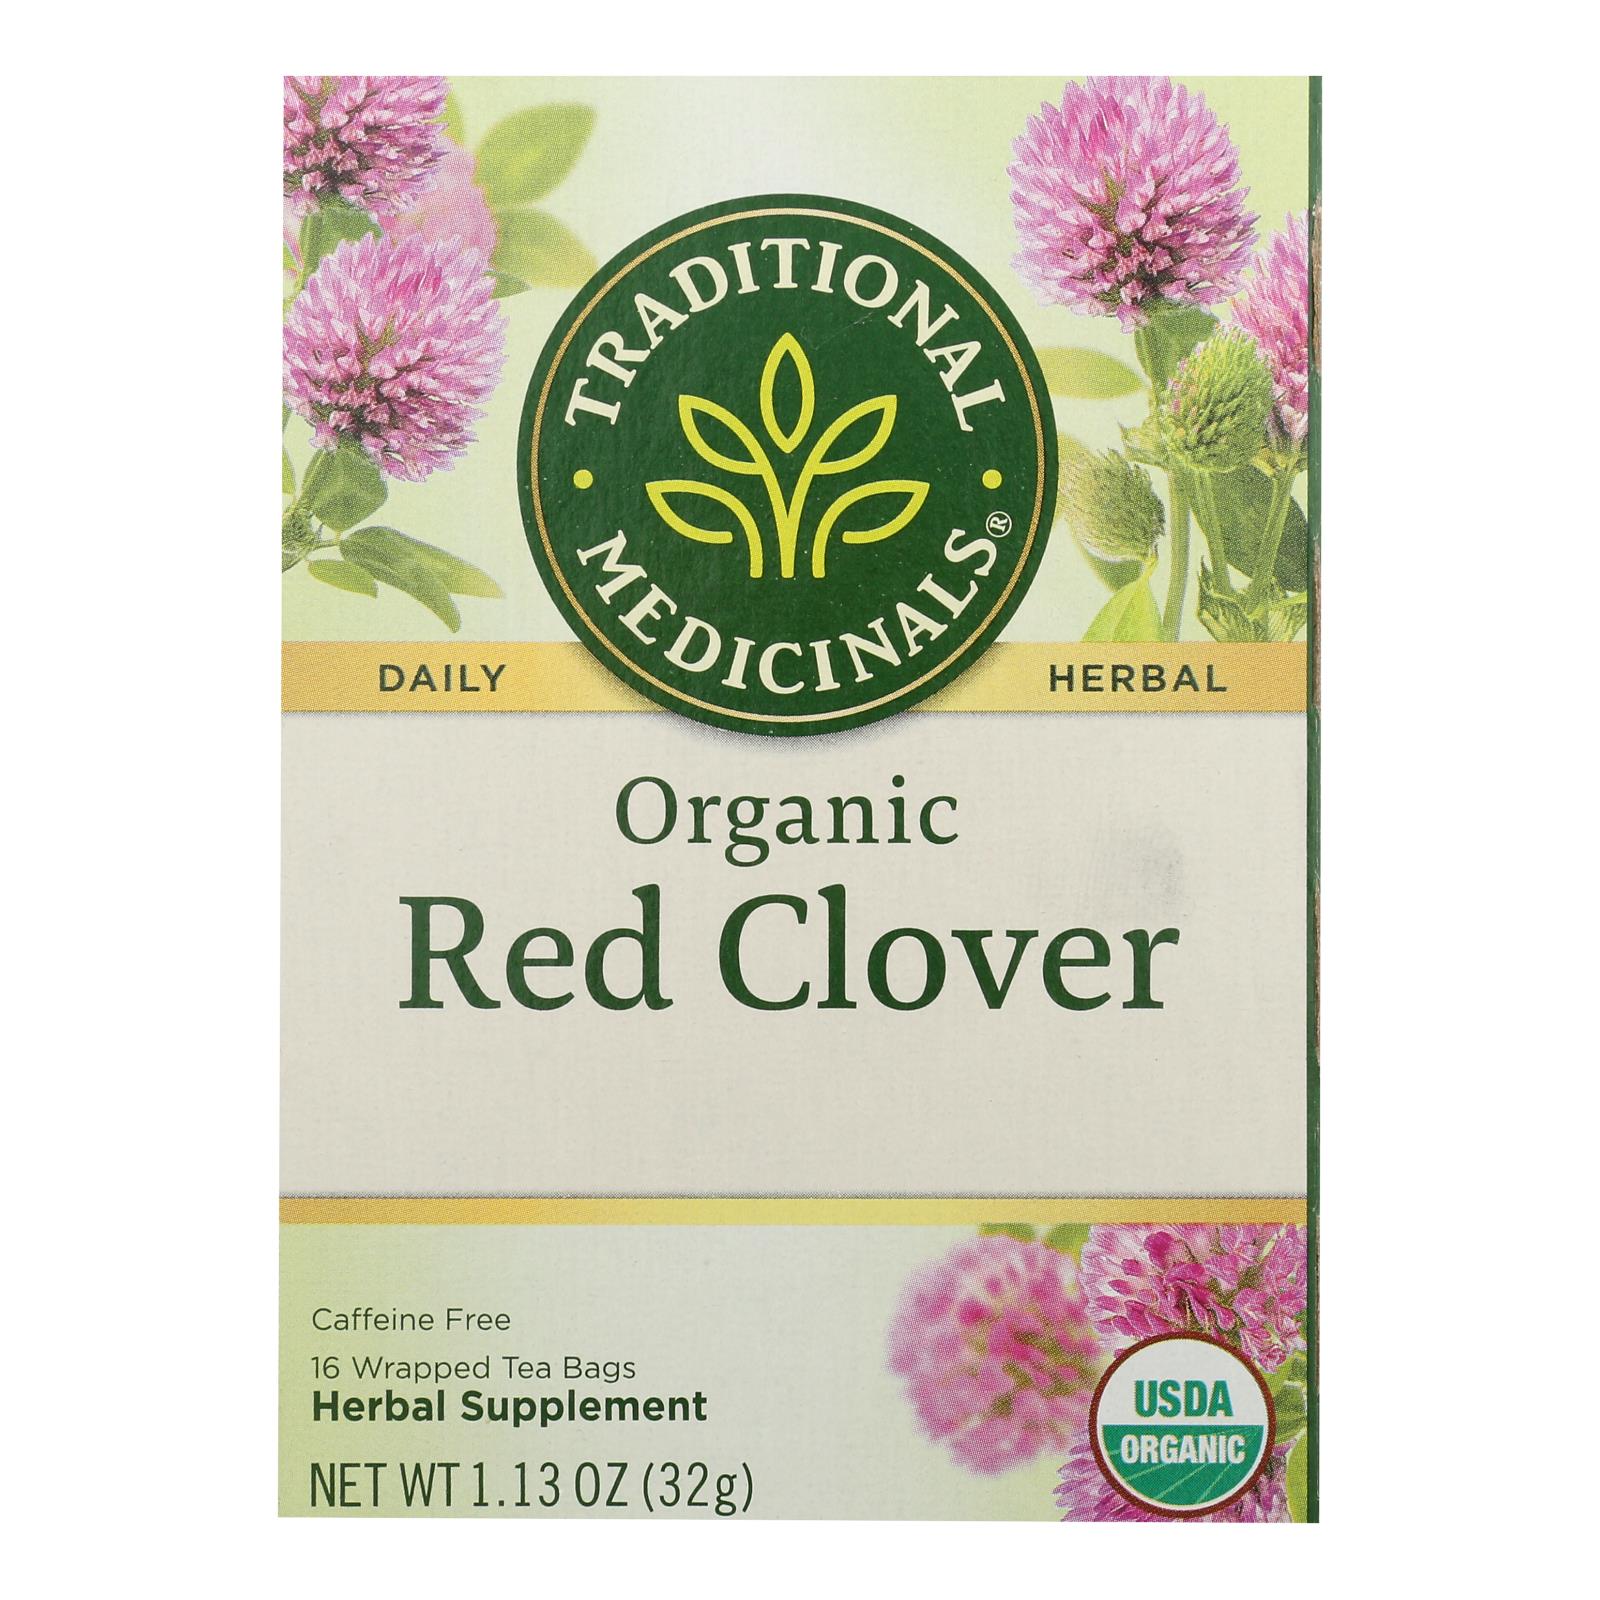 TRADITIONAL
MEDICINALS®
DAILY
HERBAL
Organic
Red Clover
Caffeine Free
16 Wrapped Tea Bags
Herbal Supplement
NET WT 1.13 OZ (32g)
USDA
ORGANIC